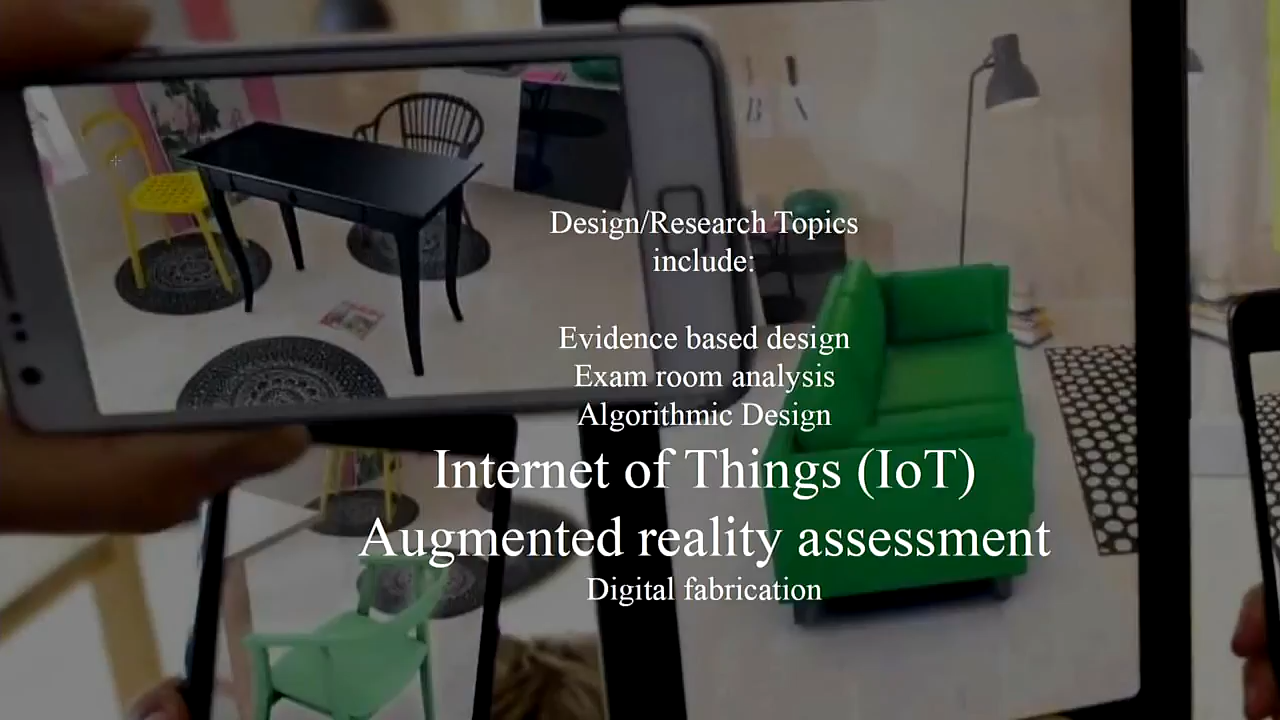 Design/Research Topics
include:
Evidence based design
Exam room analysis
Algorithmic Design
Internet of Things (IoT)
Augmented reality assessment
Digital fabrication